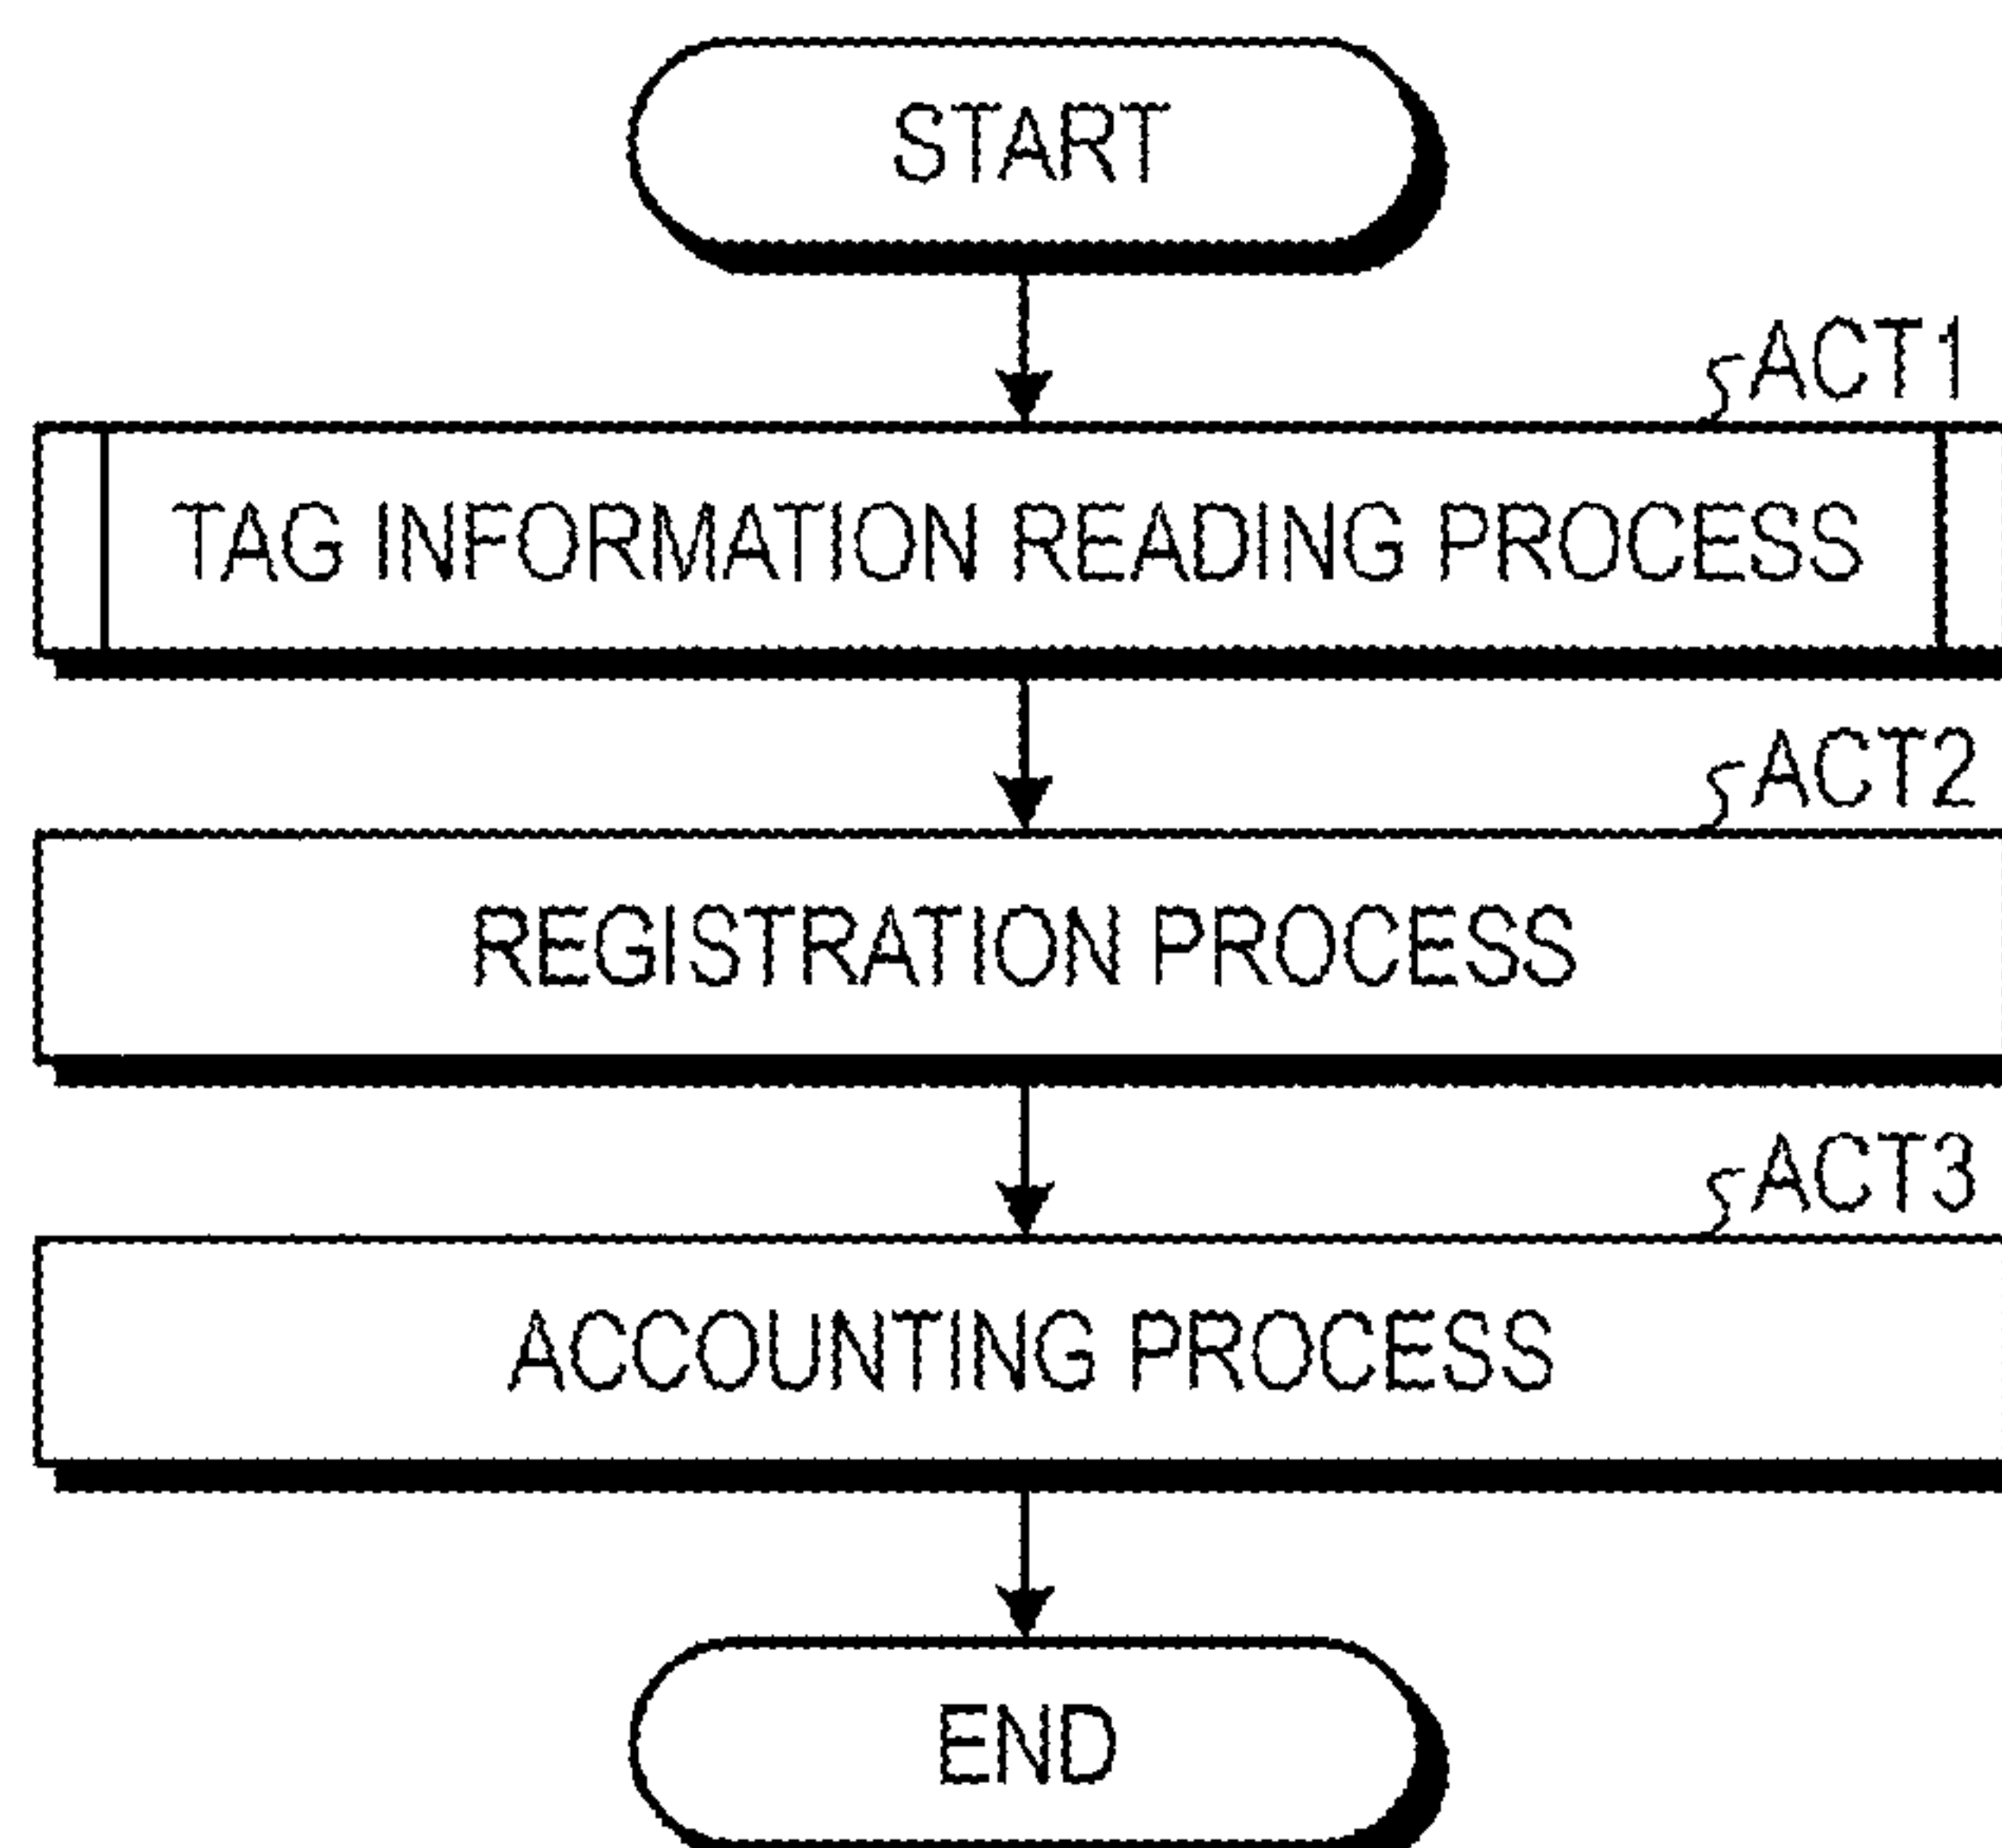 START
ACT1
TAG INFORMATION READING PROCESS
ACT2
REGISTRATION PROCESS
ACT3
ACCOUNTING PROCESS
END